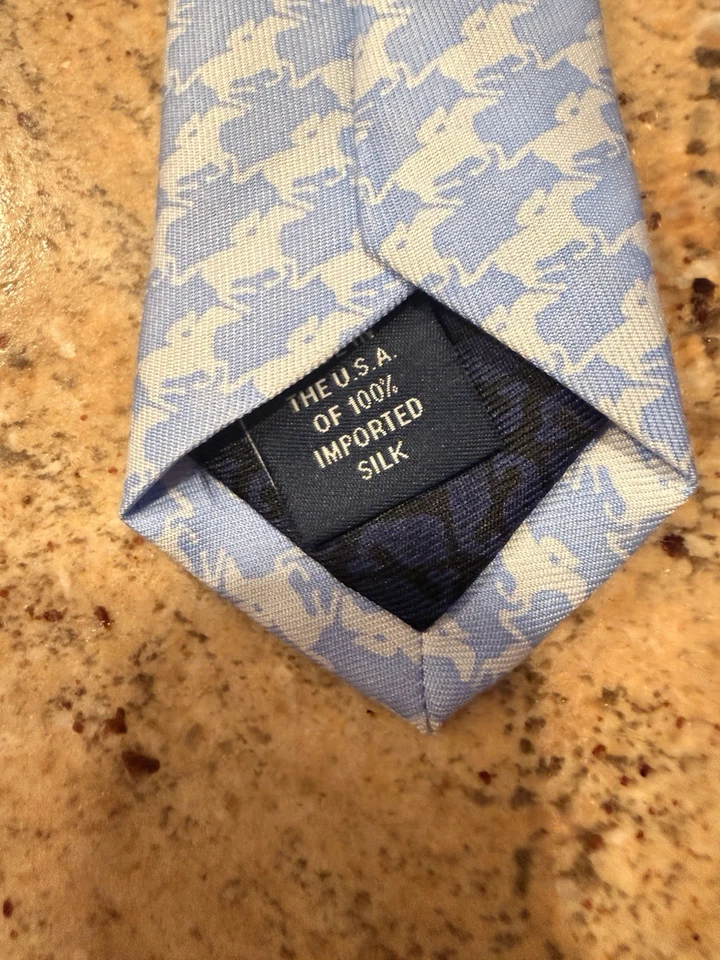 THE U.S.A.
OF 100%
IMPORTED
SILK